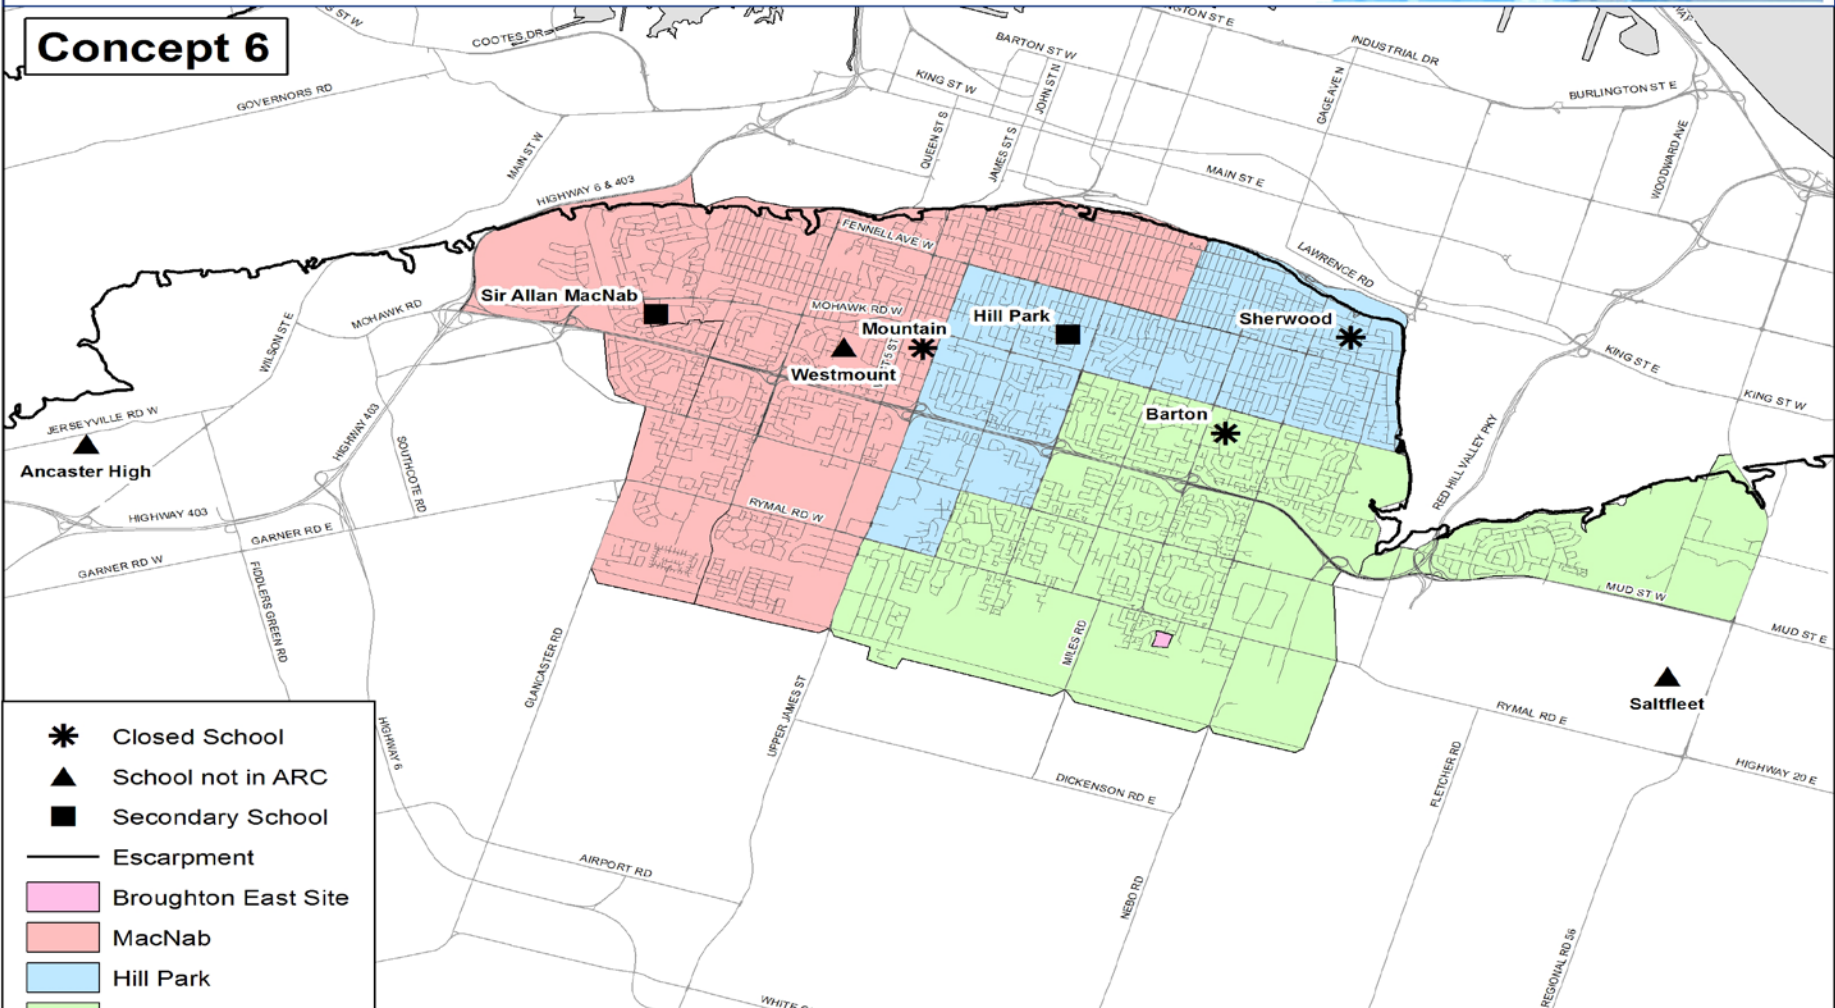 Concept 6
COOTES DR
GOVERNORS RD
MAIN ST W
HIGHWAY 6 & 403
BARTON ST W
KING ST W
JOHN ST N
QUEEN ST S
JAMES ST S
MAIN ST E
INDUSTRIAL DR
GAGE AVE N
BURLINGTON ST E
WOODWARD AVE
LAWRENCE RD
FENNELL AVE W
MOHAWK RD W
Sir Allan MacNab
Mountain
Westmount
Hill Park
Sherwood
Barton
MOHAWK RD
WILSON ST E
JERSEYVILLE RD W
Ancaster High
HIGHWAY 403
SOUTHCOTE RD
HIGHWAY 403
GARNER RD E
GARNER RD W
FIDDLERS GREEN RD
RYMAL RD W
KING ST E
KING ST W
RED HILL VALLEY PKY
MUD ST W
MUD ST E
Saltfleet
RYMAL RD E
HIGHWAY 20 E
GLANCASTER RD
UPPER JAMES ST
MILES RD
DICKENSON RD E
FLETCHER RD
NEBO RD
REGIONAL RD 56
HIGHWAY 6
AIRPORT RD
Closed School
School not in ARC
Secondary School
Escarpment
Broughton East Site
MacNab
Hill Park